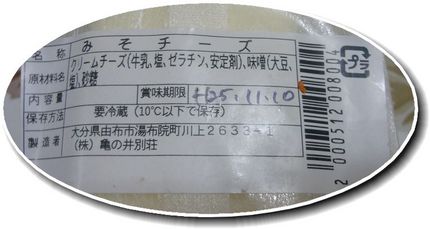 名称 みそチーズ
原材料名 クリームチーズ(牛乳、塩、ゼラチン、安定剤)、味噌(大豆、
塩)、砂糖
内容量 賞味期限 H25.11.10
保存方法 要冷蔵(10℃以下で保存)
製造者 大分県由布市湯布院町川上2633-1
(株)亀の井別荘
プラ
2000512008004